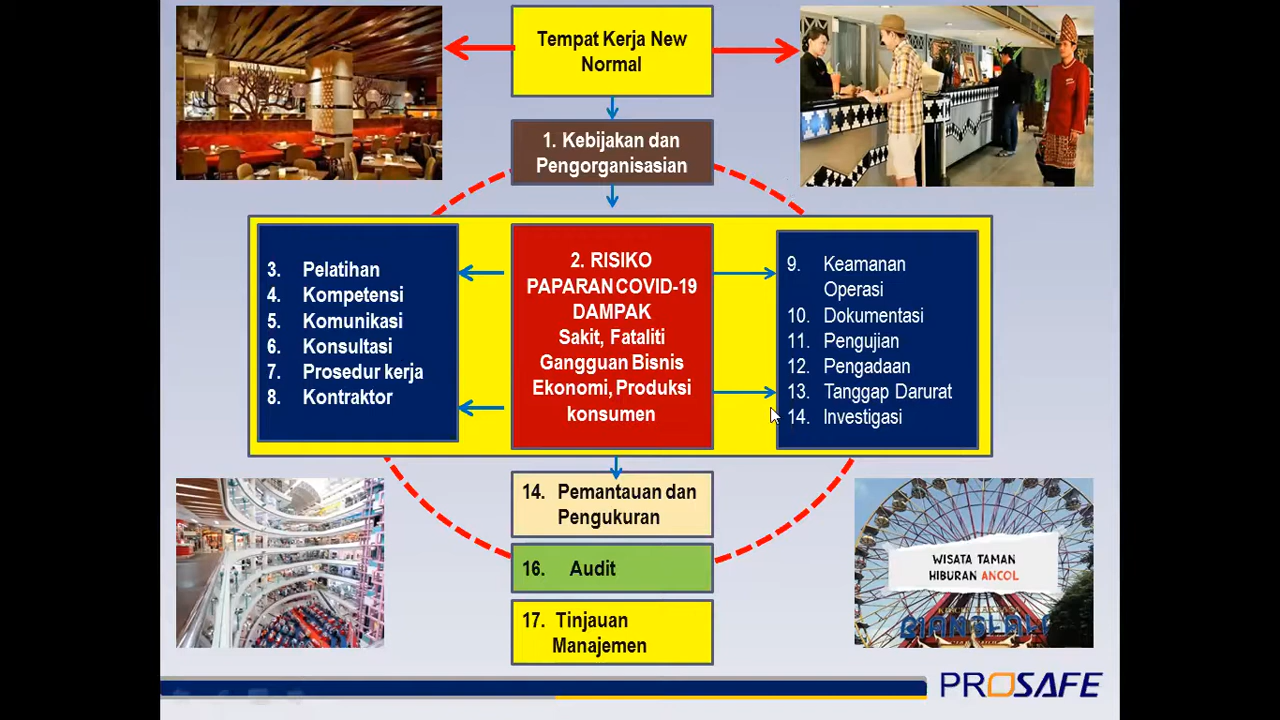 Tempat Kerja New
Normal
1. Kebijakan dan
Pengorganisasian
3. Pelatihan
4. Kompetensi
5. Komunikasi
6. Konsultasi
7. Prosedur kerja
8. Kontraktor
2. RISIKO
PAPARAN COVID-19
DAMPAK
Sakit, Fataliti
Gangguan Bisnis
Ekonomi, Produksi
konsumen
9. Keamanan
Operasi
10. Dokumentasi
11. Pengujian
12. Pengadaan
13. Tanggap Darurat
14. Investigasi
14. Pemantauan dan
Pengukuran
16. Audit
17. Tinjauan
Manajemen
WISATA TAMAN
HIBURAN ANCOL
BIANGLALA
PROSAFE